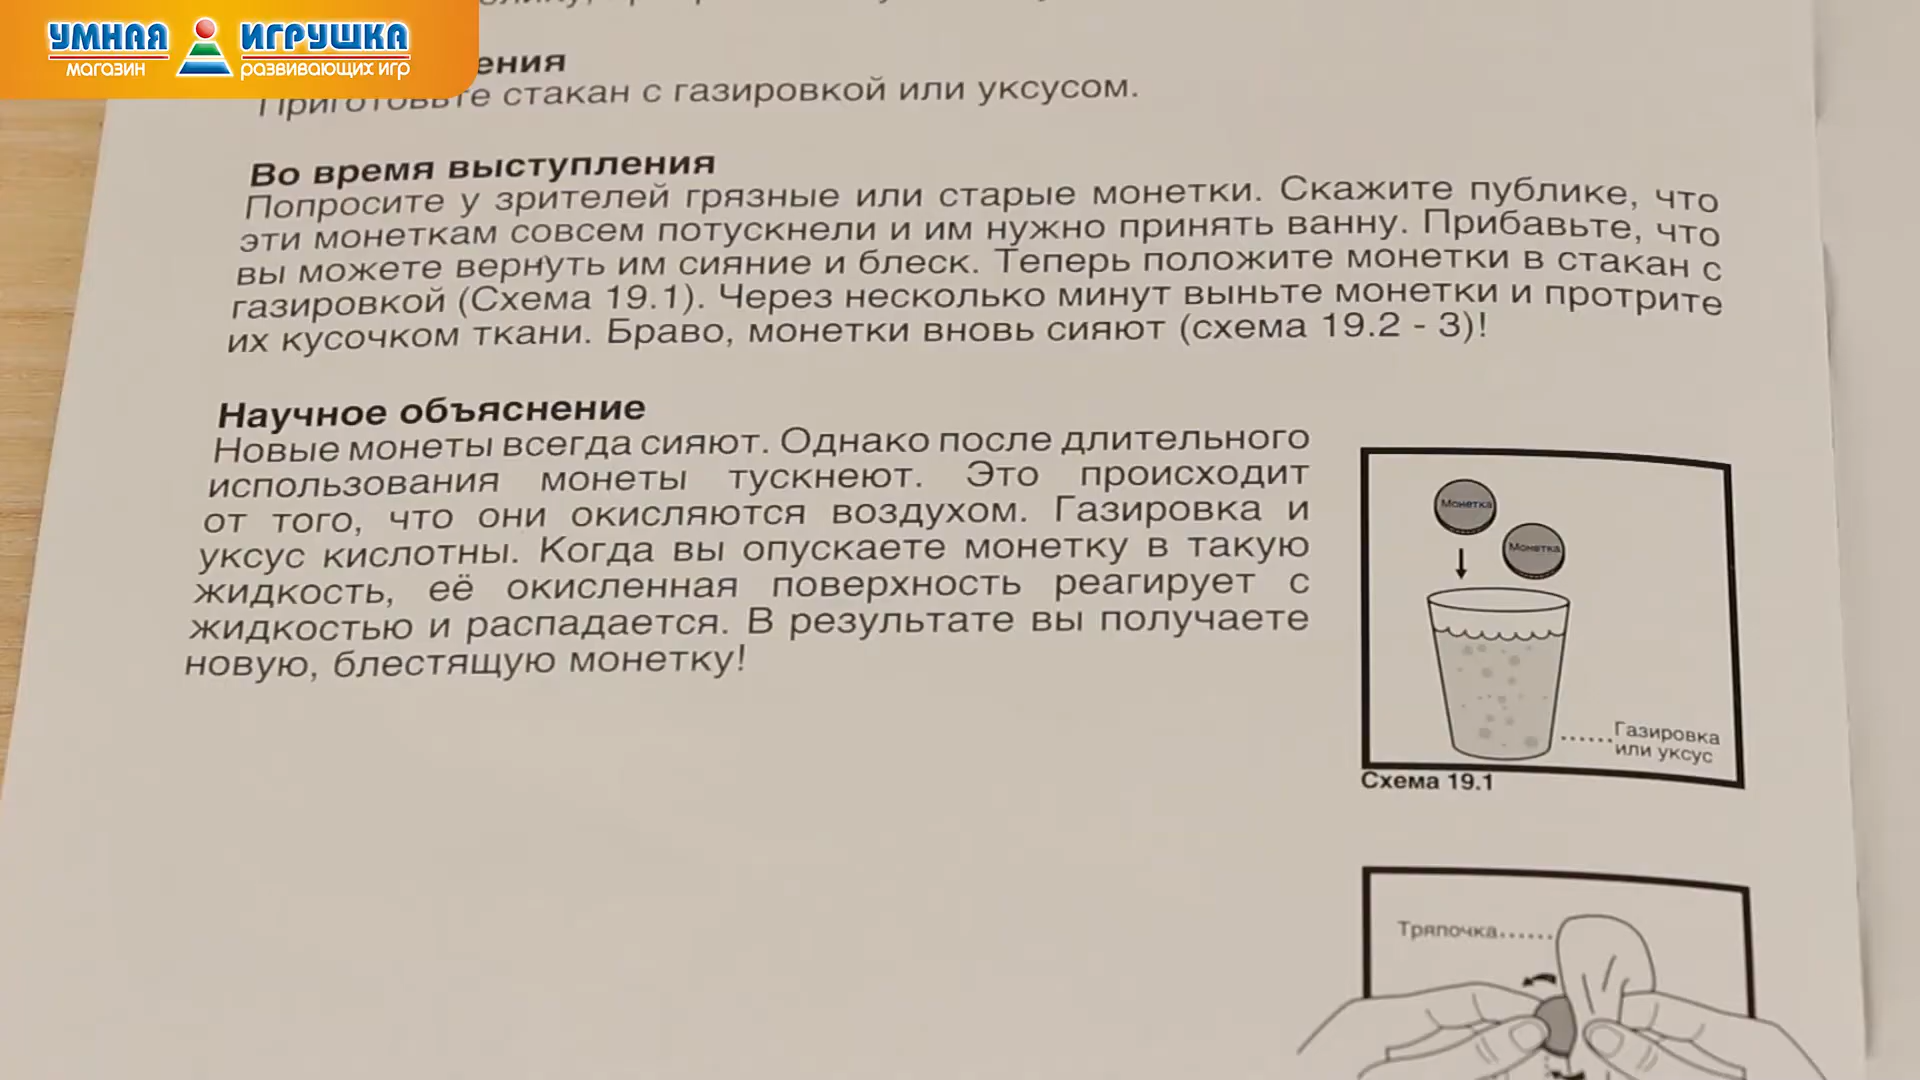 УМНАЯ ИГРУШКА
магазин развивающих игр
Приготовьте стакан с газировкой или уксусом.
Во время выступления
Попросите у зрителей грязные или старые монетки. Скажите публике, что
эти монеткам совсем потускнели и им нужно принять ванну. Прибавьте, что
вы можете вернуть им сияние и блеск. Теперь положите монетки в стакан с
газировкой (Схема 19.1). Через несколько минут выньте монетки и протрите
их кусочком ткани. Браво, монетки вновь сияют (схема 19.2 - 3)!
Научное объяснение
Новые монеты всегда сияют. Однако после длительного
использования монеты тускнеют. Это происходит
от того, что они окисляются воздухом. Газировка и
уксус кислотны. Когда вы опускаете монетку в такую
жидкость, её окисленная поверхность реагирует с
жидкостью и распадается. В результате вы получаете
новую, блестящую монетку!
Монетка
Монетка
Газировка
или уксус
Схема 19.1
Тряпочка